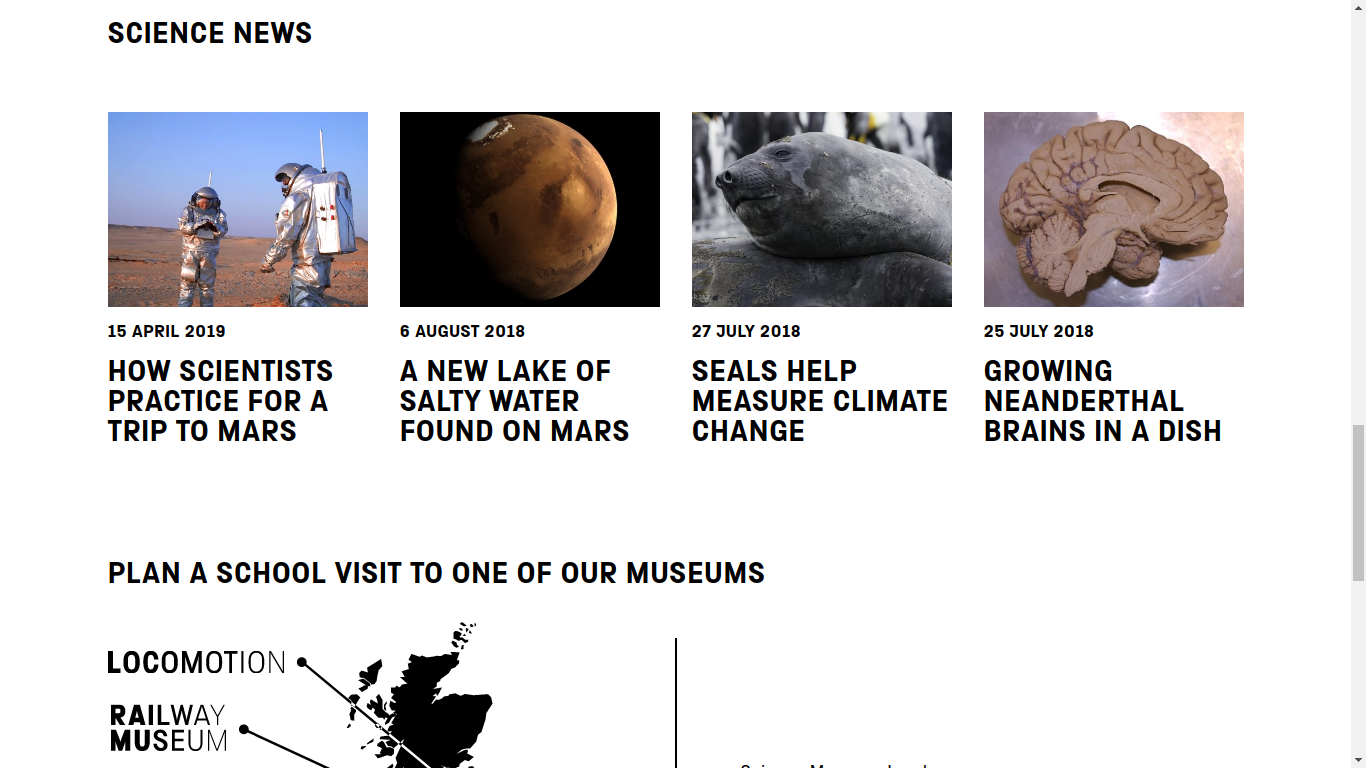 SCIENCE NEWS
15 APRIL 2019
HOW SCIENTISTS
PRACTICE FOR A
TRIP TO MARS
6 AUGUST 2018
A NEW LAKE OF
SALTY WATER
FOUND ON MARS
27 JULY 2018
SEALS HELP
MEASURE CLIMATE
CHANGE
25 JULY 2018
GROWING
NEANDERTHAL
BRAINS IN A DISH
PLAN A SCHOOL VISIT TO ONE OF OUR MUSEUMS
LOCOMOTION
RAILWAY
MUSEUM